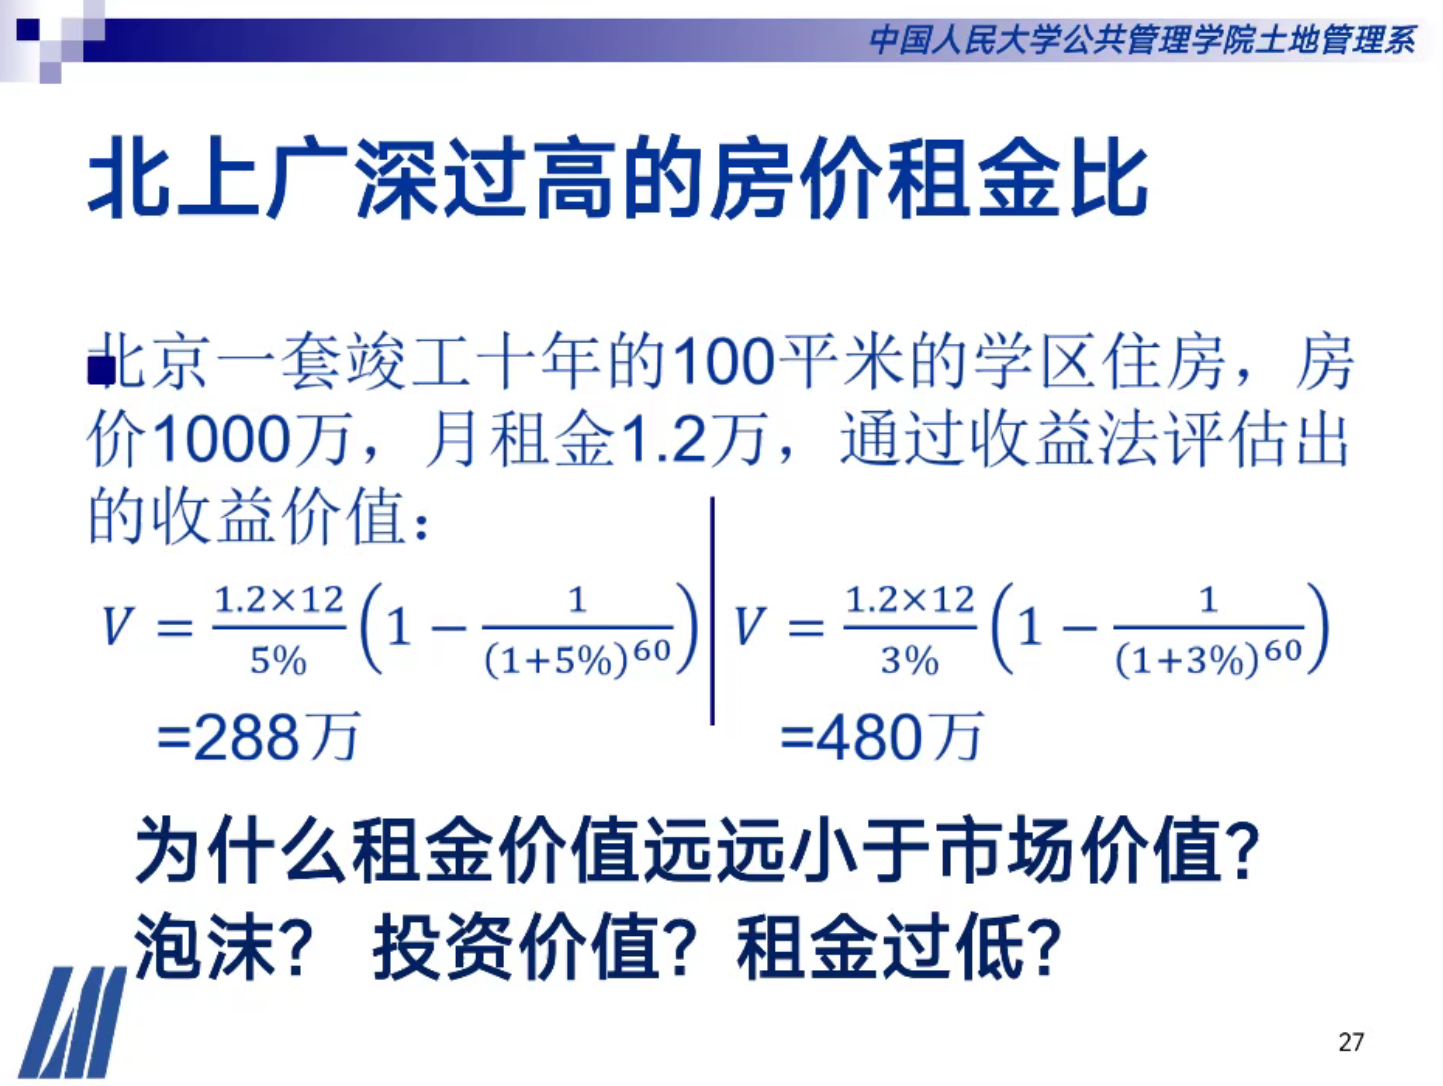 中国人民大学公共管理学院土地管理系
北上广深过高的房价租金比
北京一套竣工十年的100平米的学区住房，房
价1000万，月租金1.2万，通过收益法评估出
的收益价值：
V = \frac{1.2×12}{5%}(1 − \frac{1}{(1+5%)^{60}}) V = \frac{1.2×12}{3%}(1 − \frac{1}{(1+3%)^{60}})
=288万 =480万
为什么租金价值远远小于市场价值？
泡沫？ 投资价值？租金过低？
27